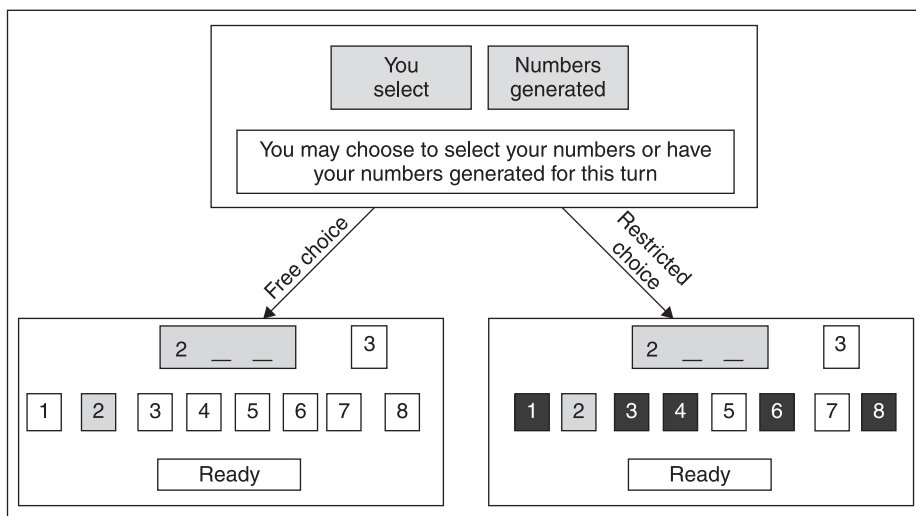 You
select
Numbers
generated
You may choose to select your numbers or have
your numbers generated for this turn
Free choice
Restricted
choice
2 __ __
3
1 2 3 4 5 6 7 8
Ready
2 __ __
3
1 2 3 4 5 6 7 8
Ready